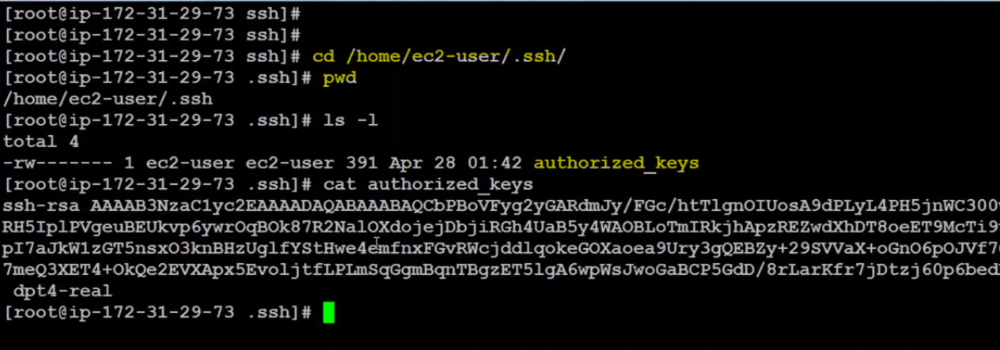 [root@ip-172-31-29-73 ssh]#
[root@ip-172-31-29-73 ssh]#
[root@ip-172-31-29-73 ssh]# cd /home/ec2-user/.ssh/
[root@ip-172-31-29-73 .ssh]# pwd
/home/ec2-user/.ssh
[root@ip-172-31-29-73 .ssh]# ls -l
total 4
-rw------- 1 ec2-user ec2-user 391 Apr 28 01:42 authorized_keys
[root@ip-172-31-29-73 .ssh]# cat authorized_keys
ssh-rsa AAAAB3NzaC1yc2EAAAADAQABAAABAQCbPBoVFyg2yGARdmJy/FGc/htTlgnOIUosA9dPLyL4PH5jnWC300
RH5IplPVgeuBEUkvp6ywrOqBOk87R2NalOXdojejDbjiRGh4UaB5y4WAOBLoTmIRkjhApzREZwdXhDT8oeET9McTi9
pI7aJkW1zGT5nsxO3knBHzUglfYStHwe4emfnxFGvRWcjddlqokeGOXaoea9Ury3gQEBZy+29SVVaX+oGnO6pOJVf7
7meQ3XET4+OkQe2EVXApx5EvoljtfLPLmSqGgmBqnTBgzET5lgA6wpWsJwoGaBCP5GdD/8rLarKfr7jDtzj60p6bed
dpt4-real
[root@ip-172-31-29-73 .ssh]#